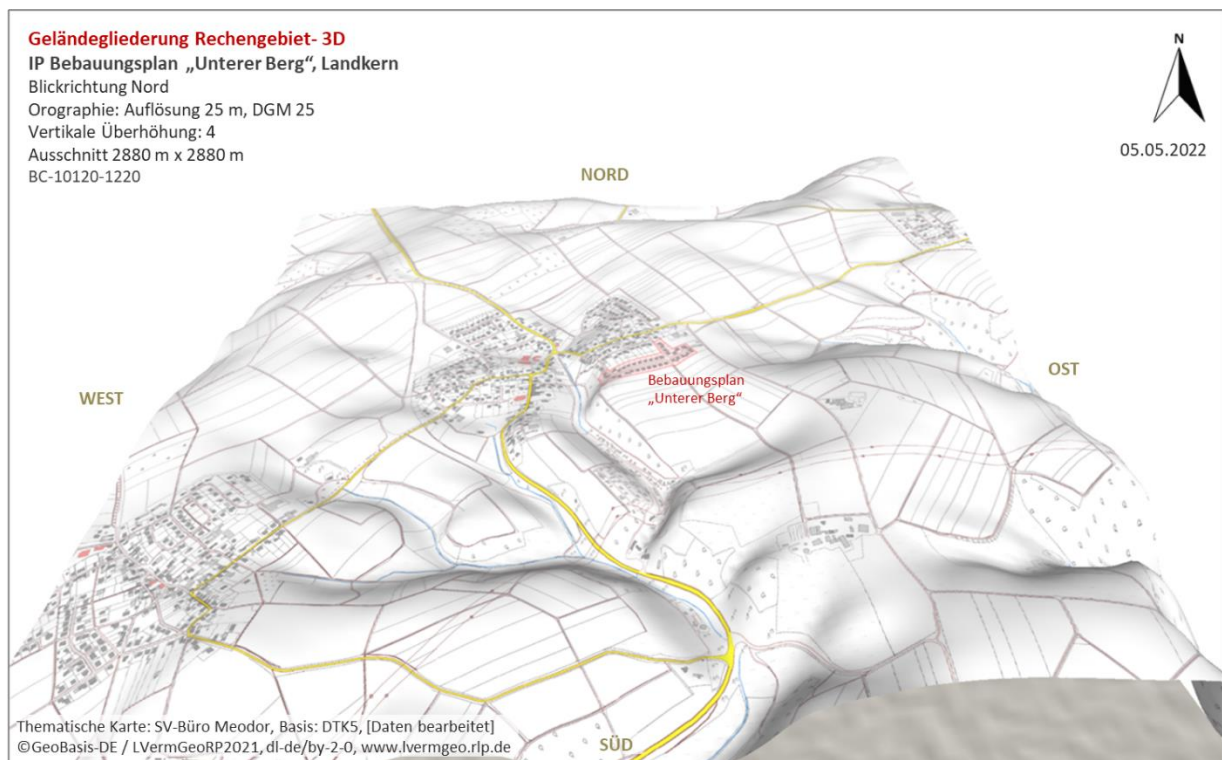 Geländegliederung Rechengebiet- 3D
IP Bebauungsplan „Unterer Berg“, Landkern
Blickrichtung Nord
Orographie: Auflösung 25 m, DGM 25
Vertikale Überhöhung: 4
Ausschnitt 2880 m x 2880 m
BC-10120-1220
N
05.05.2022
NORD
WEST
OST
Bebauungsplan
„Unterer Berg“
SÜD
Thematische Karte: SV-Büro Meodor, Basis: DTK5, [Daten bearbeitet]
©GeoBasis-DE / LVermGeoRP2021, dl-de/by-2-0, www.lvermgeo.rlp.de